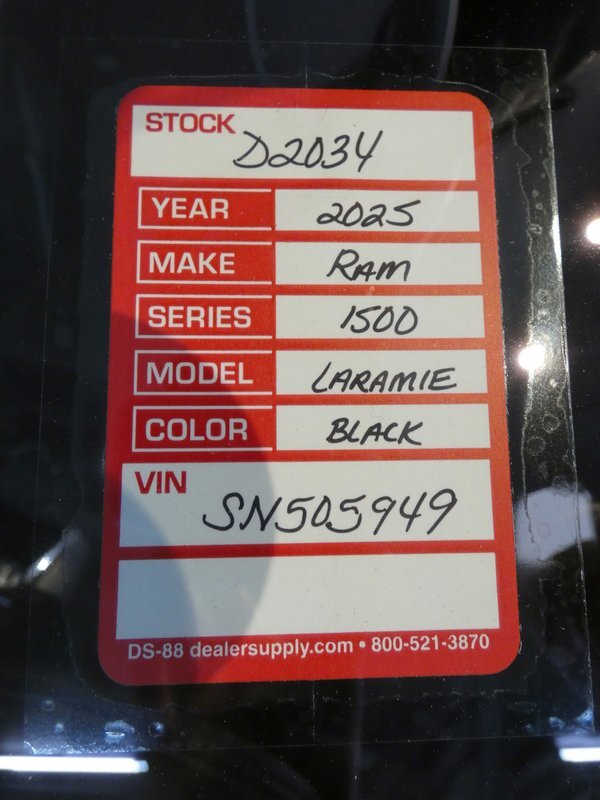 STOCK D2034
YEAR 2025
MAKE RAM
SERIES 1500
MODEL LARAMIE
COLOR BLACK
VIN
SN505949
DS-88 dealersupply.com • 800-521-3870